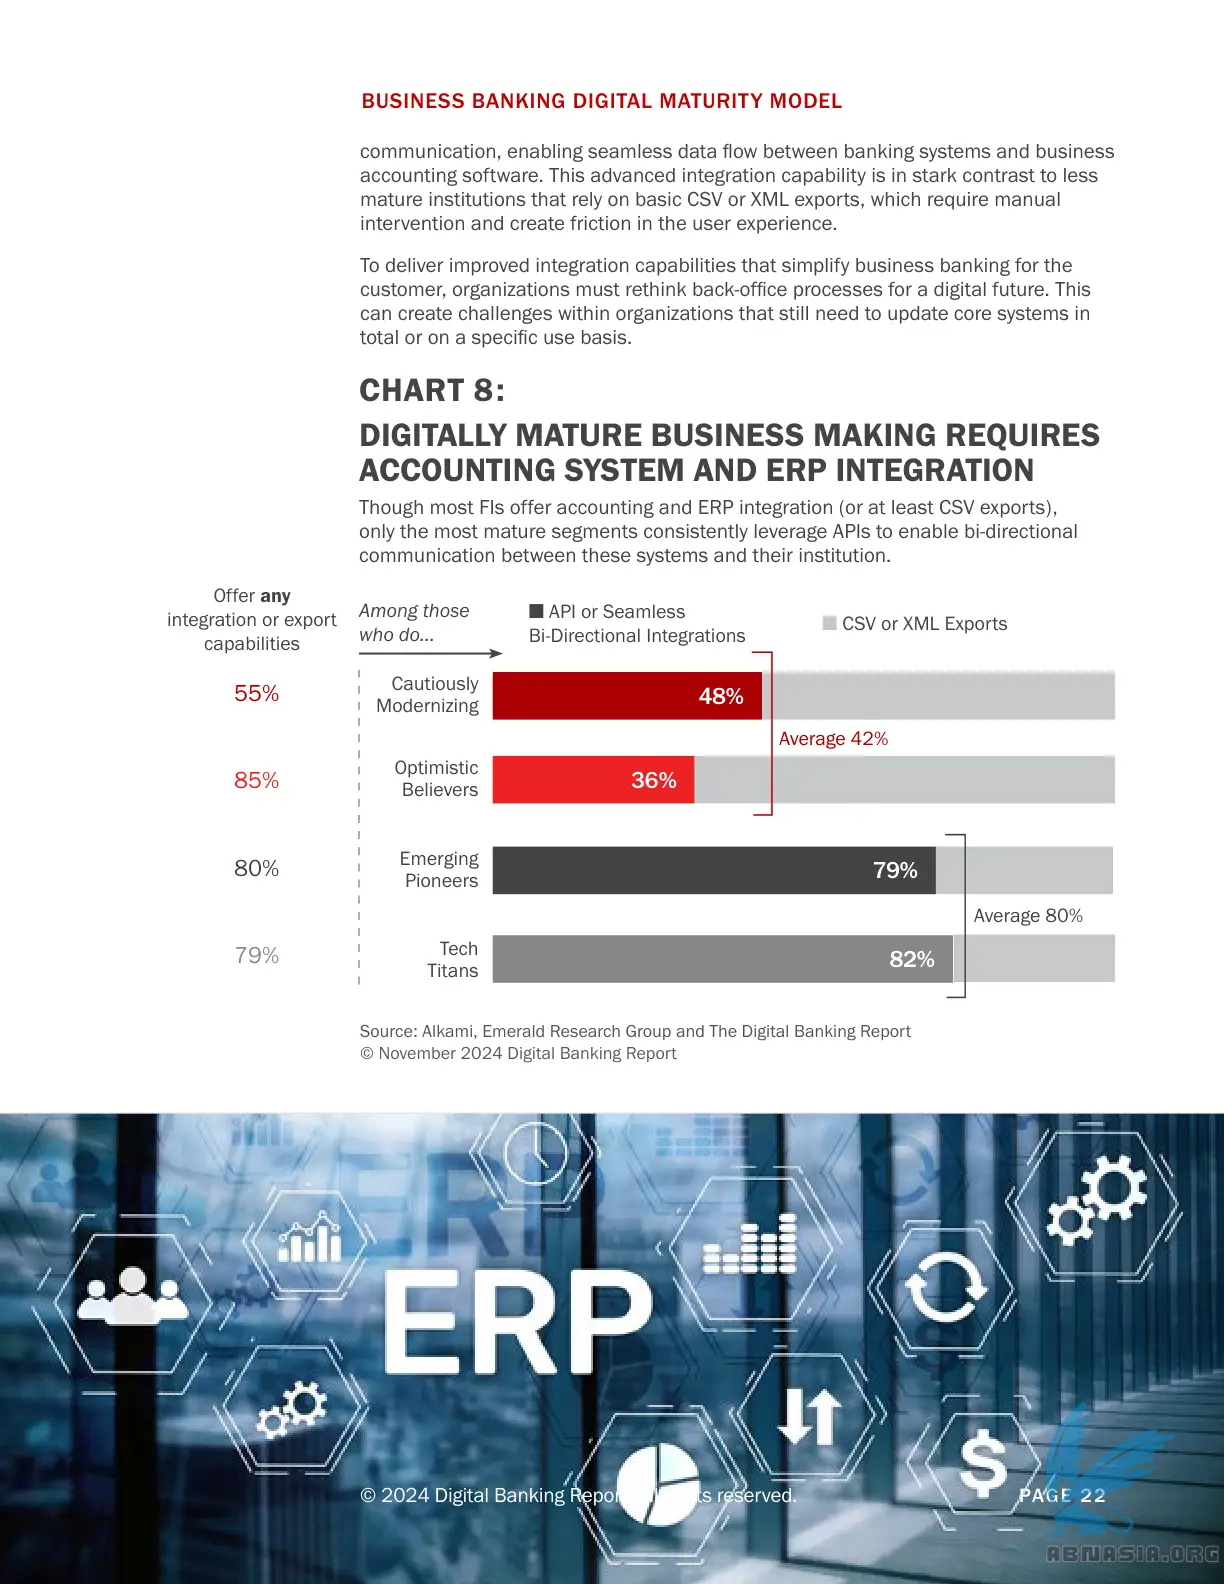 BUSINESS BANKING DIGITAL MATURITY MODEL
communication, enabling seamless data flow between banking systems and business
accounting software. This advanced integration capability is in stark contrast to less
mature institutions that rely on basic CSV or XML exports, which require manual
intervention and create friction in the user experience.
To deliver improved integration capabilities that simplify business banking for the
customer, organizations must rethink back-office processes for a digital future. This
can create challenges within organizations that still need to update core systems in
total or on a specific use basis.
CHART 8:
DIGITALLY MATURE BUSINESS MAKING REQUIRES
ACCOUNTING SYSTEM AND ERP INTEGRATION
Though most FIs offer accounting and ERP integration (or at least CSV exports),
only the most mature segments consistently leverage APIs to enable bi-directional
communication between these systems and their institution.
Offer any
integration or export
capabilities
Among those
who do...
API or Seamless
Bi-Directional Integrations
CSV or XML Exports
55%
Cautiously
Modernizing
48%
Average 42%
85%
Optimistic
Believers
36%
80%
Emerging
Pioneers
79%
Average 80%
79%
Tech
Titans
82%
Source: Alkami, Emerald Research Group and The Digital Banking Report
© November 2024 Digital Banking Report
ERP
ERP
$
© 2024 Digital Banking Repor reserved.
PAGE 22
ABNASIA.ORG